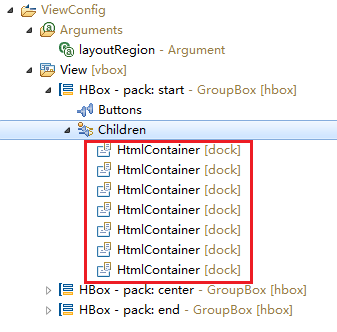 ViewConfig
Arguments
layoutRegion - Argument
View [vbox]
HBox - pack: start - GroupBox [hbox]
Buttons
Children
HtmlContainer [dock]
HtmlContainer [dock]
HtmlContainer [dock]
HtmlContainer [dock]
HtmlContainer [dock]
HtmlContainer [dock]
HtmlContainer [dock]
HBox - pack: center - GroupBox [hbox]
HBox - pack: end - GroupBox [hbox]